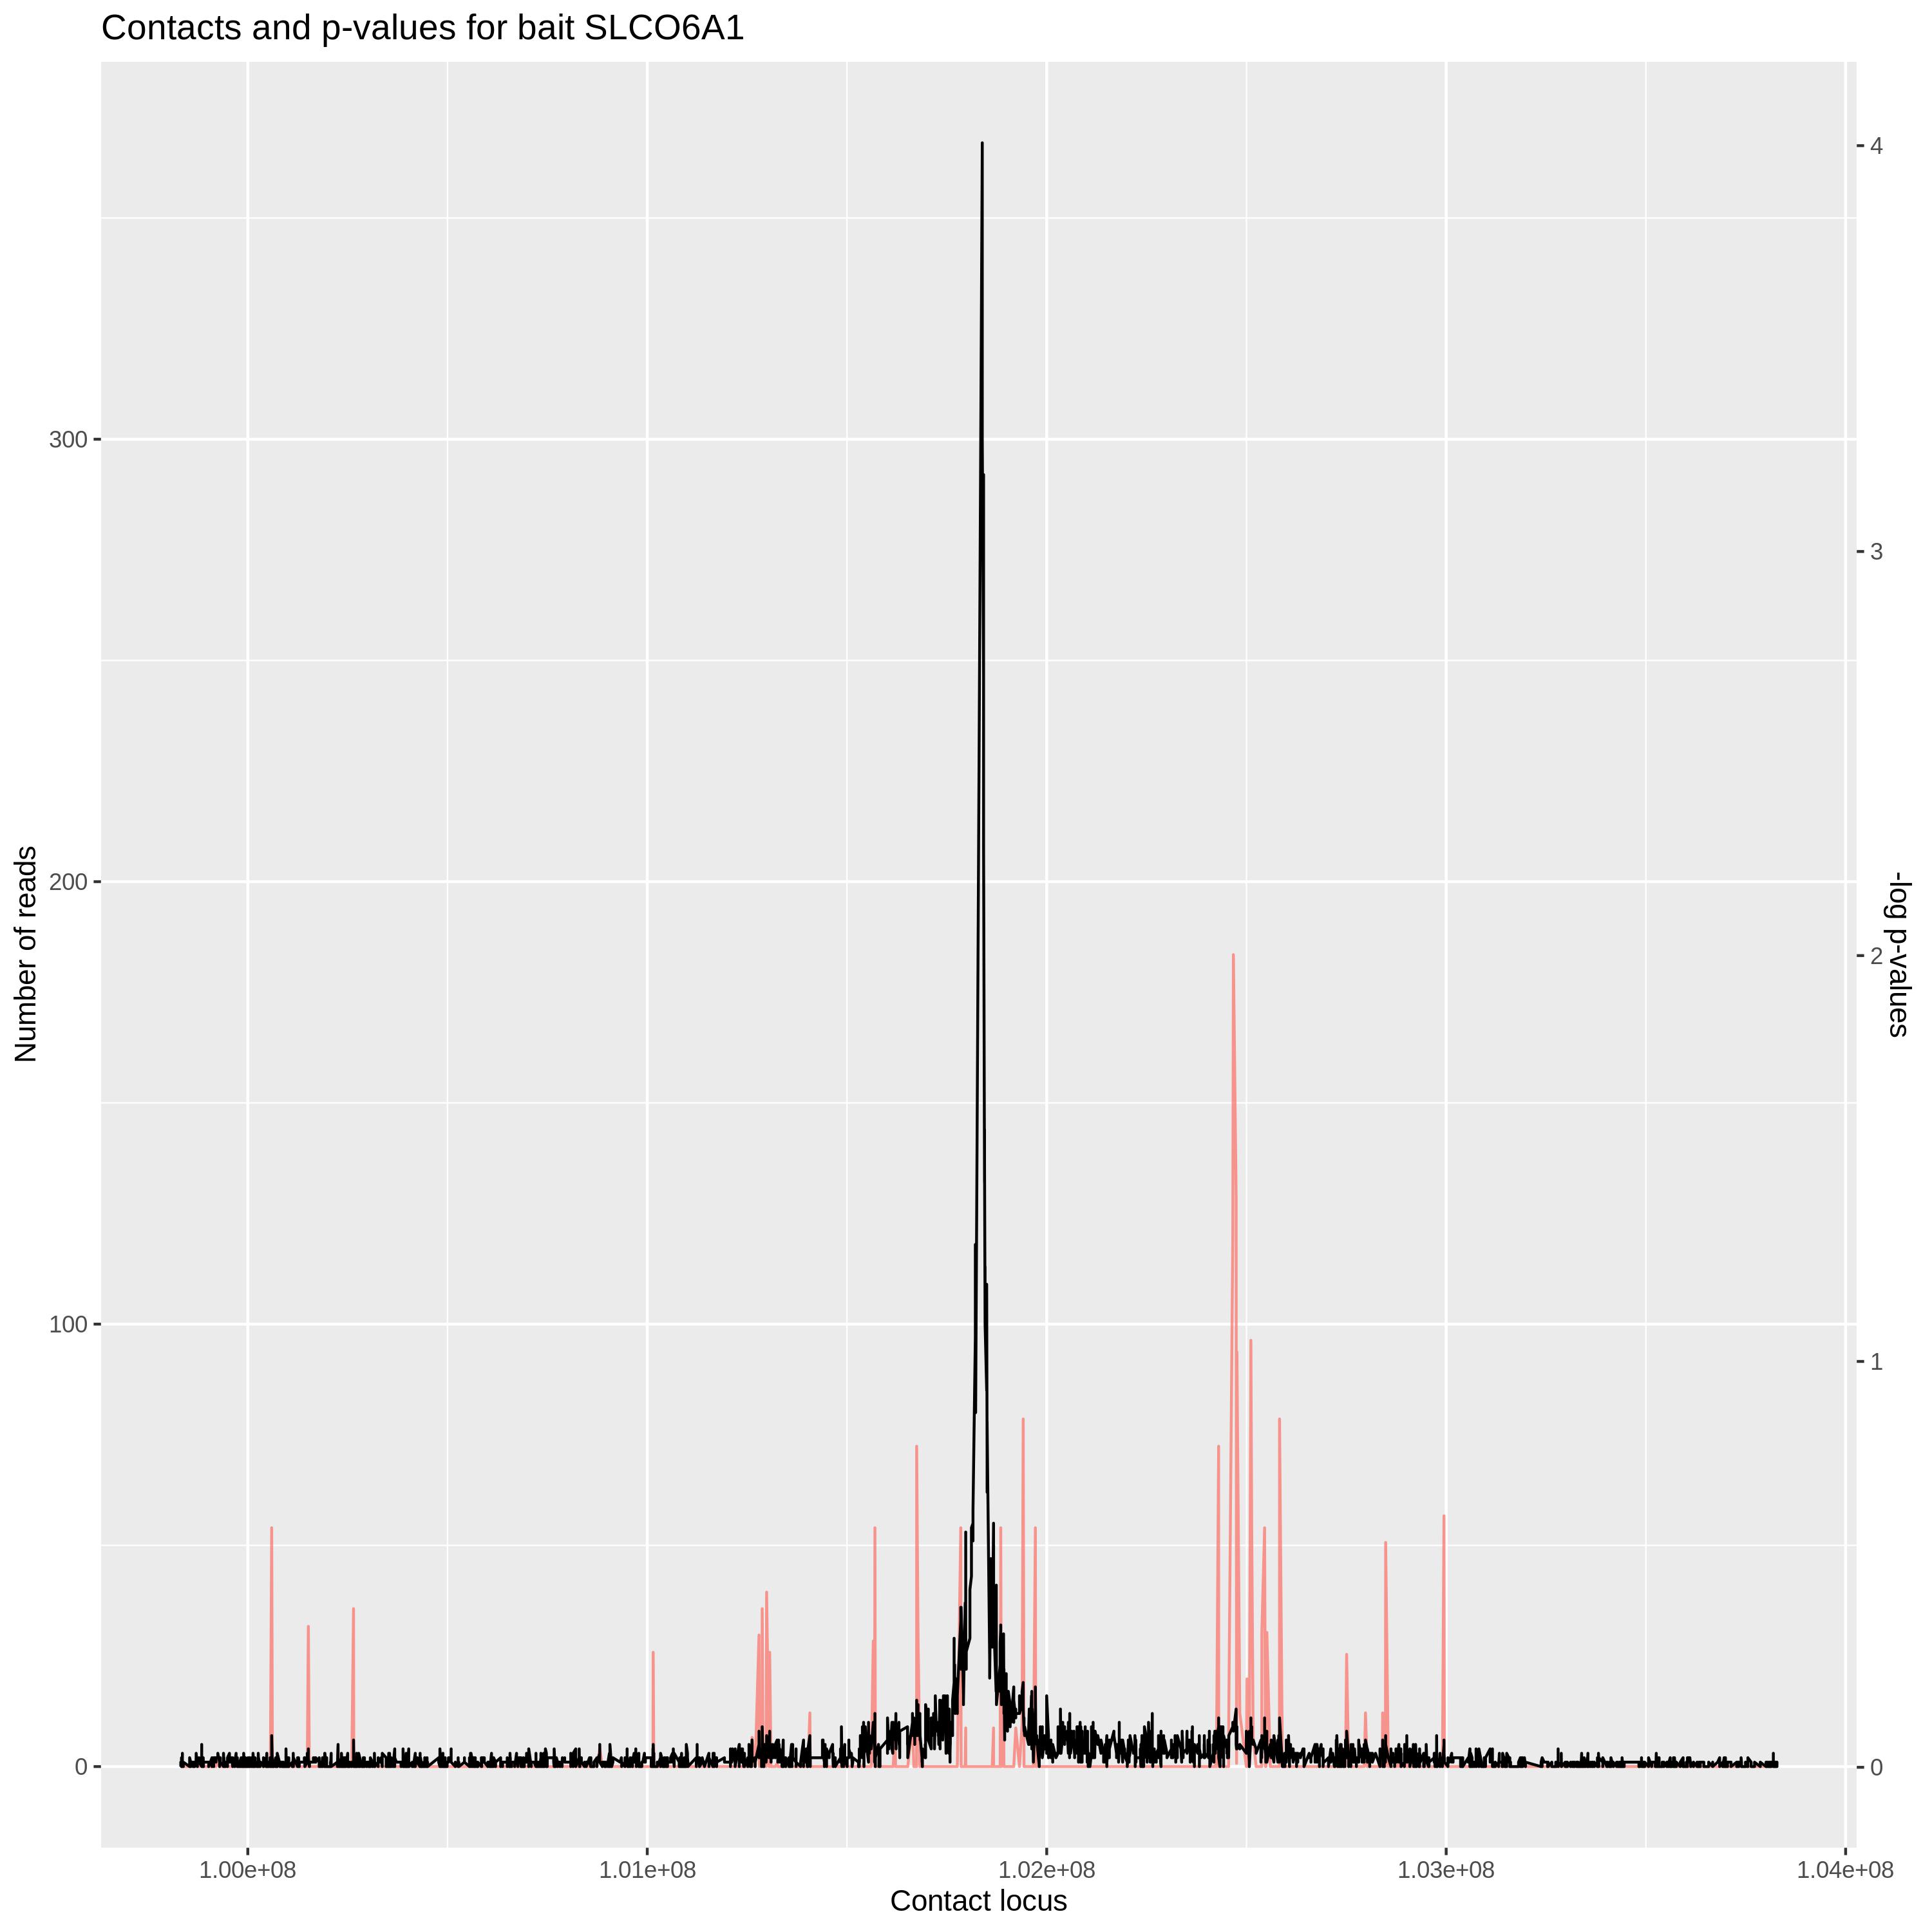 Contacts and p-values for bait SLCO6A1
Number of reads
300
200
100
0
4
3
2
1
0
-log p-values
1.00e+08
1.01e+08
1.02e+08
1.03e+08
1.04e+08
Contact locus